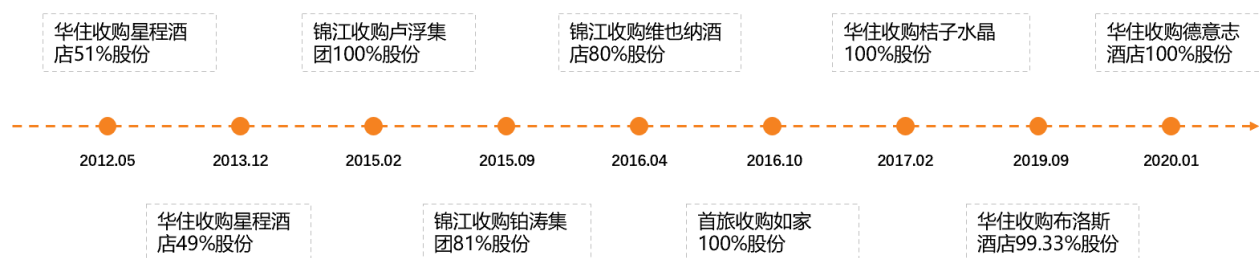 华住收购星程酒
店51%股份
锦江收购卢浮集
团100%股份
锦江收购维也纳酒
店80%股份
华住收购桔子水晶
100%股份
华住收购德意志
酒店100%股份
2012.05
2013.12
2015.02
2015.09
2016.04
2016.10
2017.02
2019.09
2020.01
华住收购星程酒
店49%股份
锦江收购铂涛集
团81%股份
首旅收购如家
100%股份
华住收购布洛斯
酒店99.33%股份